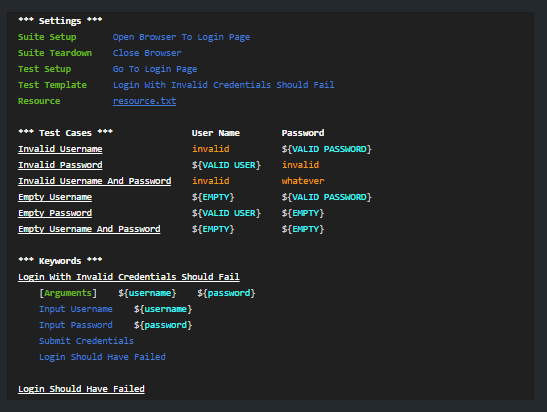 *** Settings ***
Suite Setup Open Browser To Login Page
Suite Teardown Close Browser
Test Setup Go To Login Page
Test Template Login With Invalid Credentials Should Fail
Resource resource.txt
*** Test Cases *** User Name Password
Invalid Username invalid ${VALID PASSWORD}
Invalid Password ${VALID USER} invalid
Invalid Username And Password invalid whatever
Empty Username ${EMPTY} ${VALID PASSWORD}
Empty Password ${VALID USER} ${EMPTY}
Empty Username And Password ${EMPTY} ${EMPTY}
*** Keywords ***
Login With Invalid Credentials Should Fail
[Arguments] ${username} ${password}
Input Username ${username}
Input Password ${password}
Submit Credentials
Login Should Have Failed
Login Should Have Failed